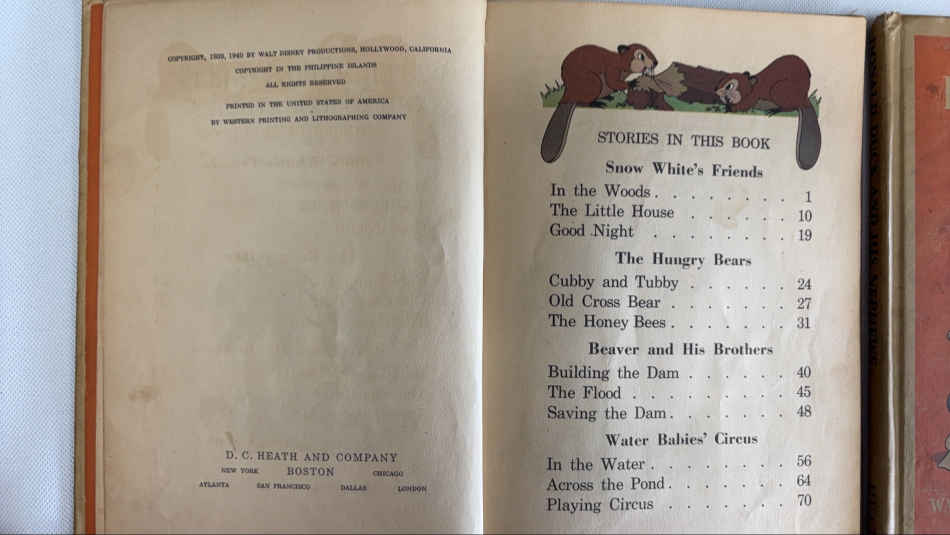 COPYRIGHT, 1939, 1940 BY WALT DISNEY PRODUCTIONS, HOLLYWOOD, CALIFORNIA
COPYRIGHT IN THE PHILIPPINE ISLANDS
ALL RIGHTS RESERVED
PRINTED IN THE UNITED STATES OF AMERICA
BY WESTERN PRINTING AND LITHOGRAPHING COMPANY
D. C. HEATH AND COMPANY
NEW YORK BOSTON CHICAGO
ATLANTA SAN FRANCISCO DALLAS LONDON
STORIES IN THIS BOOK
Snow White's Friends
In the Woods . . . . . . . . 1
The Little House . . . . . . 10
Good Night . . . . . . . . 19
The Hungry Bears
Cubby and Tubby . . . . . . 24
Old Cross Bear . . . . . . . 27
The Honey Bees . . . . . . . 31
Beaver and His Brothers
Building the Dam . . . . . . 40
The Flood . . . . . . . . . 45
Saving the Dam . . . . . . . 48
Water Babies' Circus
In the Water . . . . . . . . 56
Across the Pond . . . . . . . 64
Playing Circus . . . . . . . 70